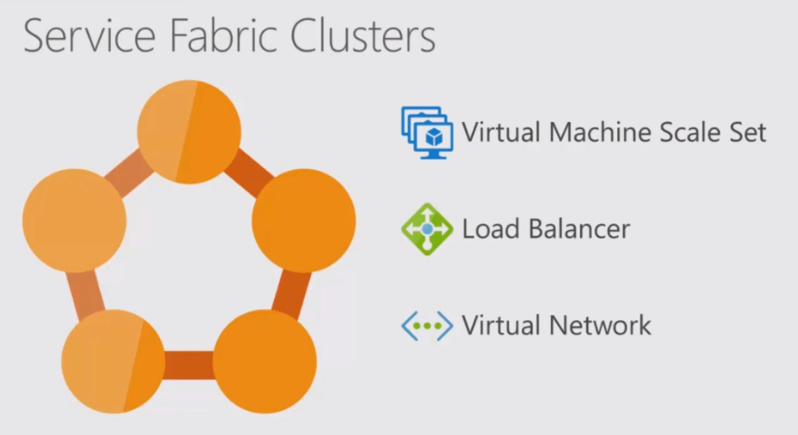 Service Fabric Clusters
Virtual Machine Scale Set
Load Balancer
Virtual Network